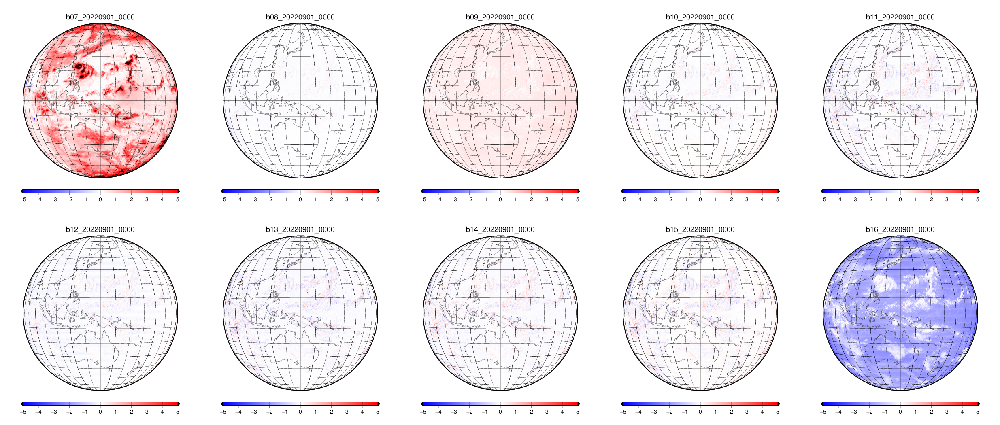 b07_20220901_0000
b08_20220901_0000
b09_20220901_0000
b10_20220901_0000
b11_20220901_0000
−5 −4 −3 −2 −1 0 1 2 3 4 5
−5 −4 −3 −2 −1 0 1 2 3 4 5
−5 −4 −3 −2 −1 0 1 2 3 4 5
−5 −4 −3 −2 −1 0 1 2 3 4 5
−5 −4 −3 −2 −1 0 1 2 3 4 5
b12_20220901_0000
b13_20220901_0000
b14_20220901_0000
b15_20220901_0000
b16_20220901_0000
−5 −4 −3 −2 −1 0 1 2 3 4 5
−5 −4 −3 −2 −1 0 1 2 3 4 5
−5 −4 −3 −2 −1 0 1 2 3 4 5
−5 −4 −3 −2 −1 0 1 2 3 4 5
−5 −4 −3 −2 −1 0 1 2 3 4 5